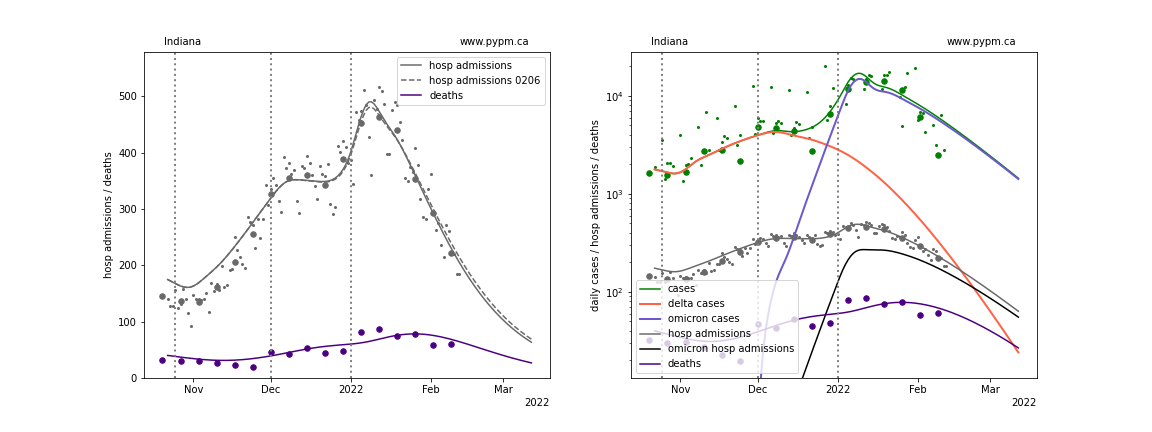 Indiana
www.pypm.ca
hosp admissions / deaths
500
400
300
200
100
0
hosp admissions
hosp admissions 0206
deaths
Nov
Dec
2022
Feb
Mar
2022
Indiana
www.pypm.ca
daily cases / hosp admissions / deaths
10⁴
10³
10²
cases
delta cases
omicron cases
hosp admissions
omicron hosp admissions
deaths
Nov
Dec
2022
Feb
Mar
2022